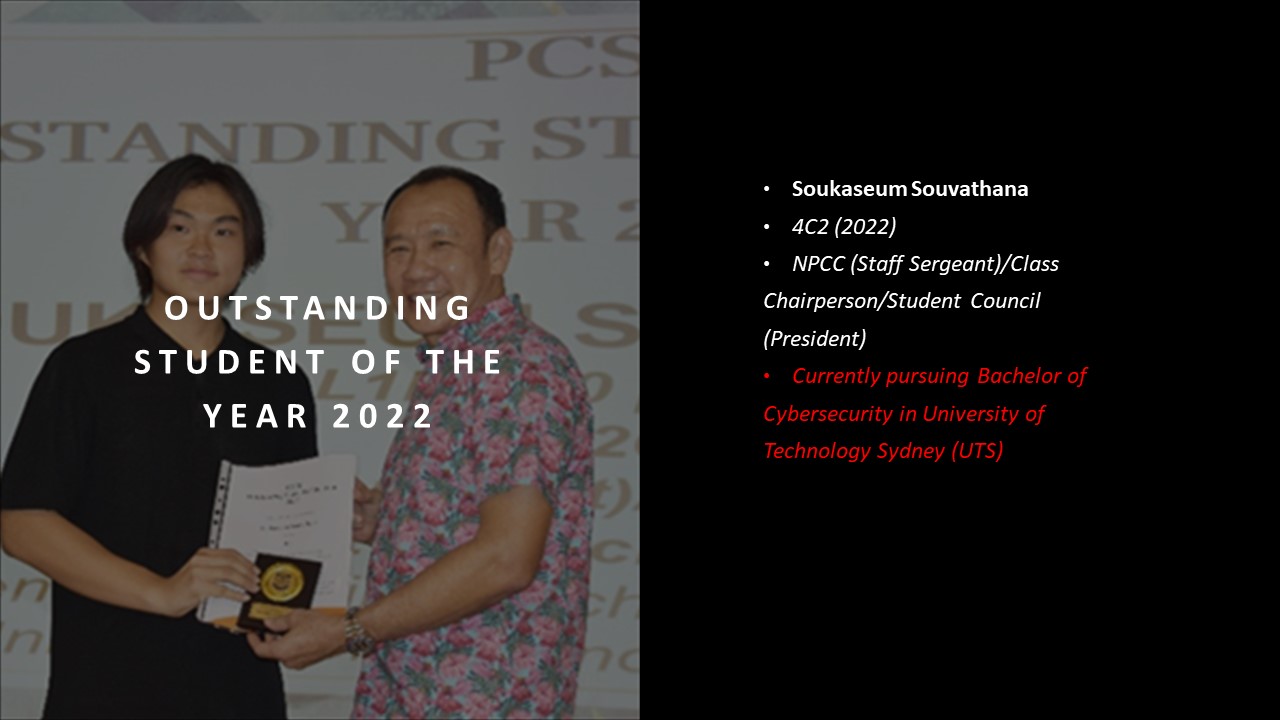 PCS
STANDING ST
YEAR 2
OUTSTANDING
STUDENT OF THE
YEAR 2022
• Soukaseum Souvathana
• 4C2 (2022)
• NPCC (Staff Sergeant)/Class
Chairperson/Student Council
(President)
• Currently pursuing Bachelor of
Cybersecurity in University of
Technology Sydney (UTS)